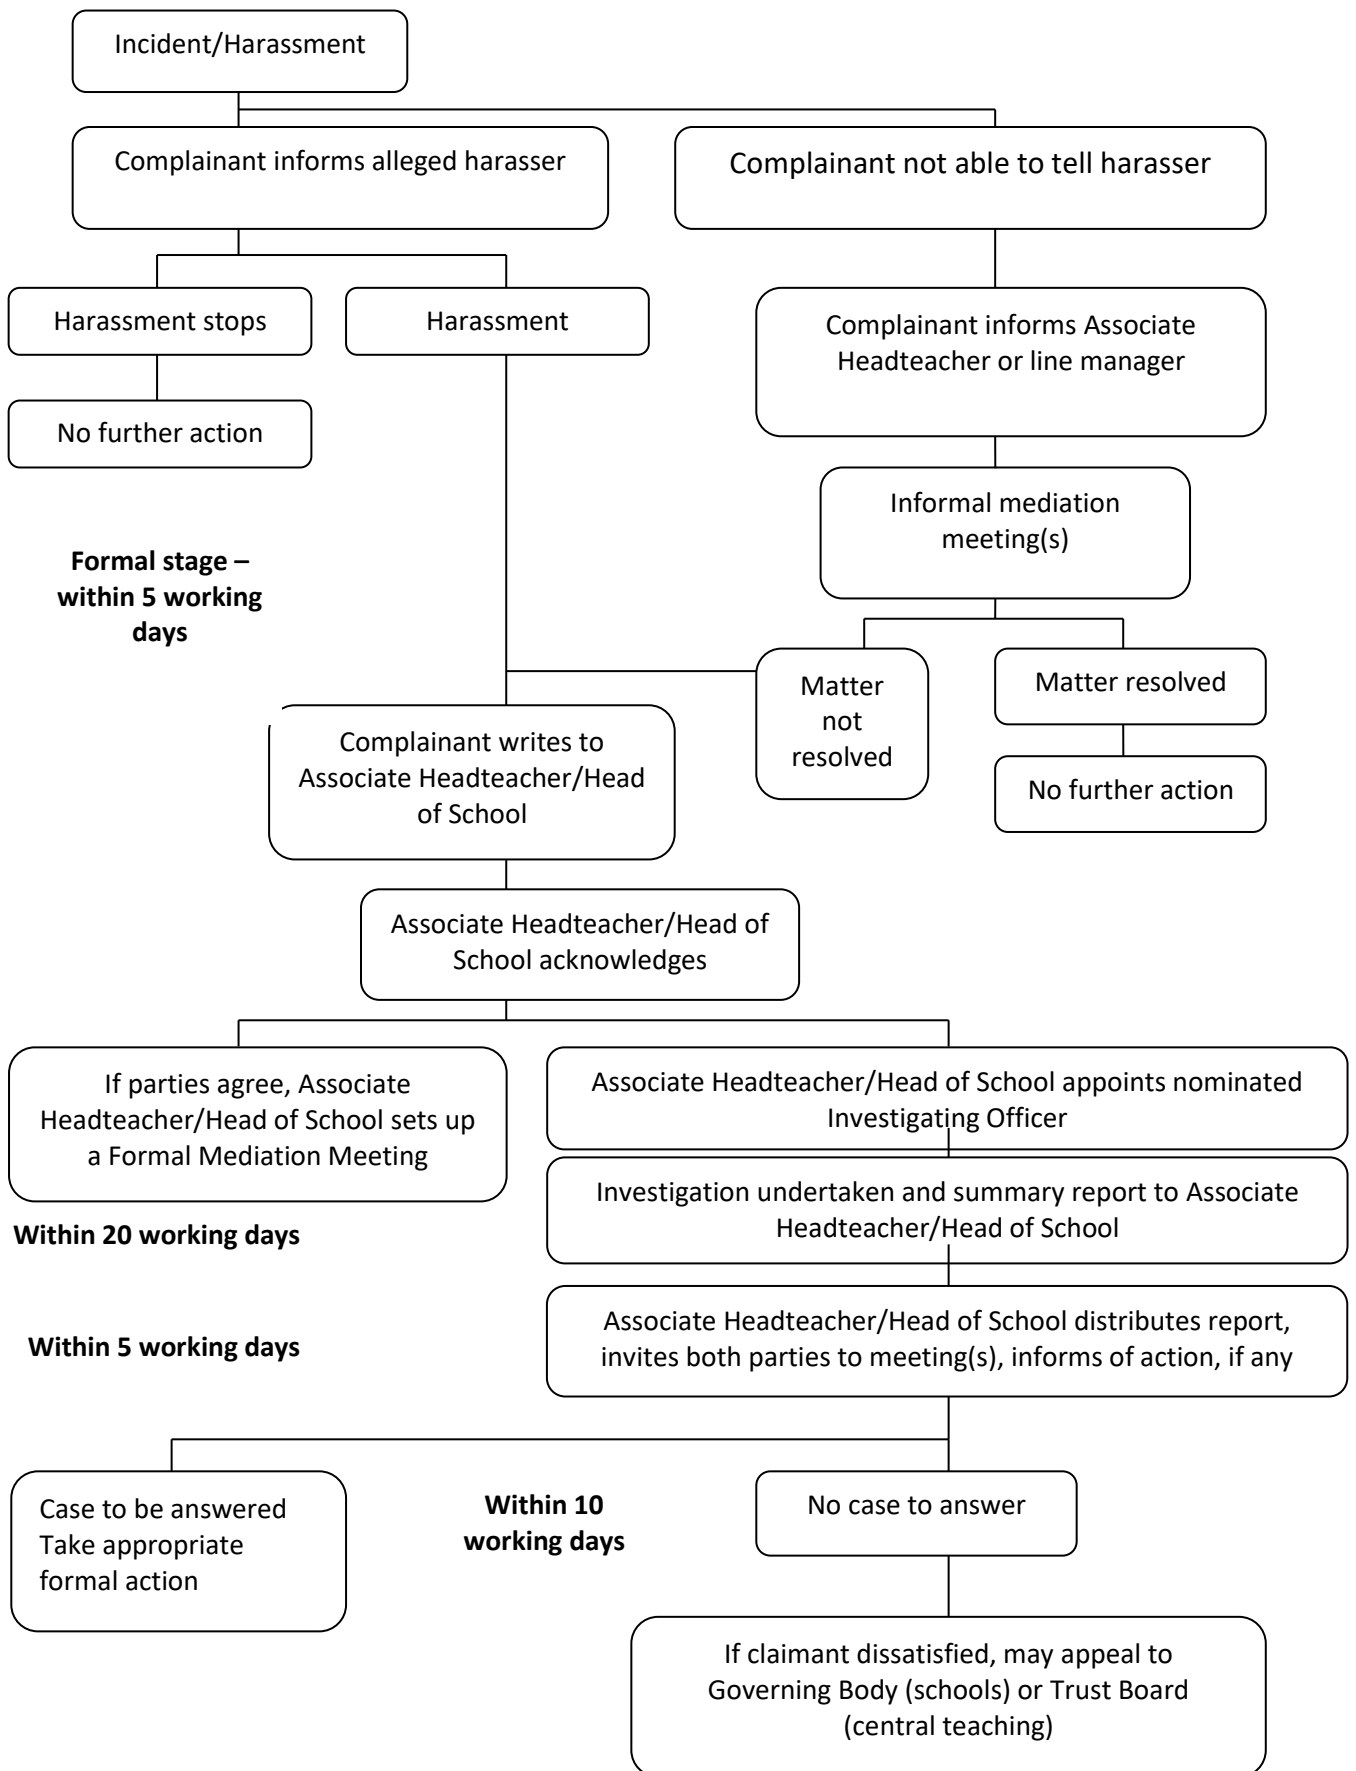 Incident/Harassment
Complainant informs alleged harasser
Complainant not able to tell harasser
Harassment stops
Harassment
Complainant informs Associate
Headteacher or line manager
No further action
Informal mediation
meeting(s)
Formal stage –
within 5 working
days
Matter
not
resolved
Matter resolved
No further action
Complainant writes to
Associate Headteacher/Head
of School
Associate Headteacher/Head of
School acknowledges
If parties agree, Associate
Headteacher/Head of School sets up
a Formal Mediation Meeting
Associate Headteacher/Head of School appoints nominated
Investigating Officer
Investigation undertaken and summary report to Associate
Headteacher/Head of School
Within 20 working days
Associate Headteacher/Head of School distributes report,
invites both parties to meeting(s), informs of action, if any
Within 5 working days
Case to be answered
Take appropriate
formal action
Within 10
working days
No case to answer
If claimant dissatisfied, may appeal to
Governing Body (schools) or Trust Board
(central teaching)